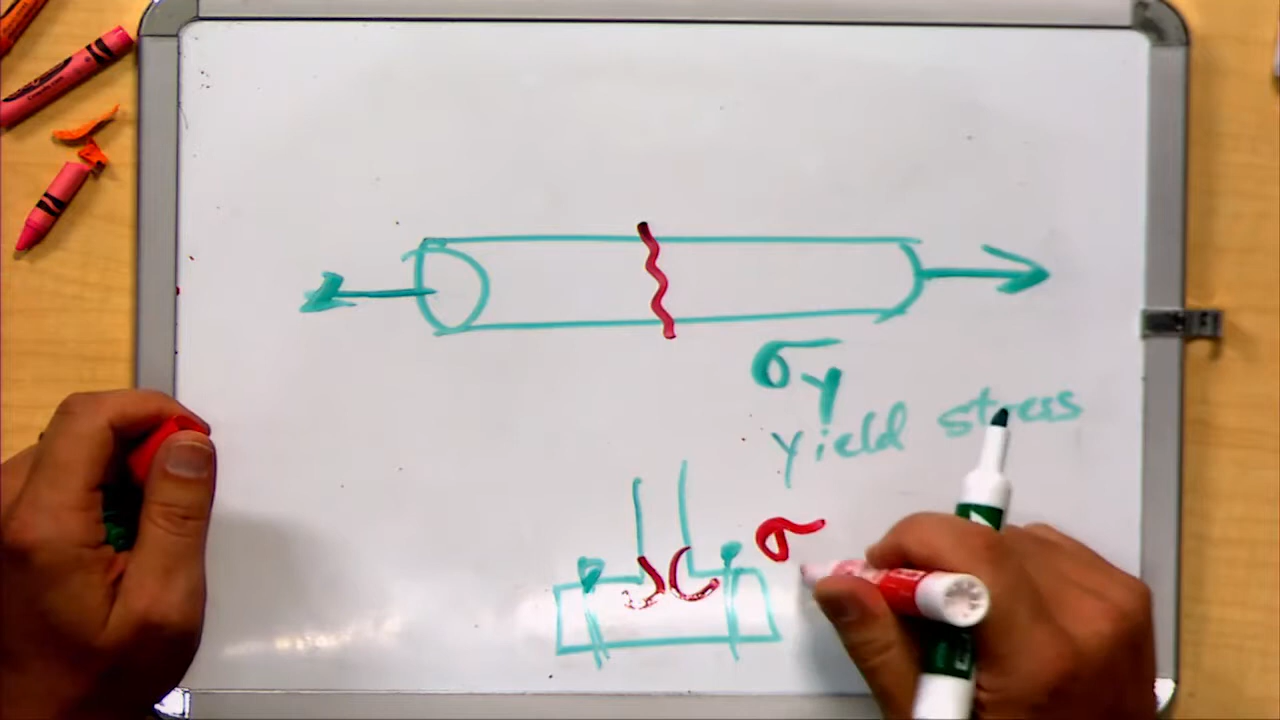 σy
yield stress
σ